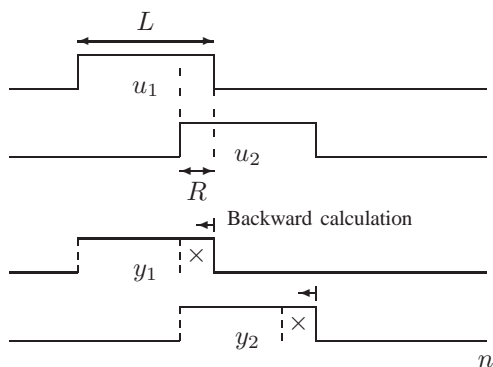 L
u₁
u₂
R
Backward calculation
×
y₁
×
y₂
n